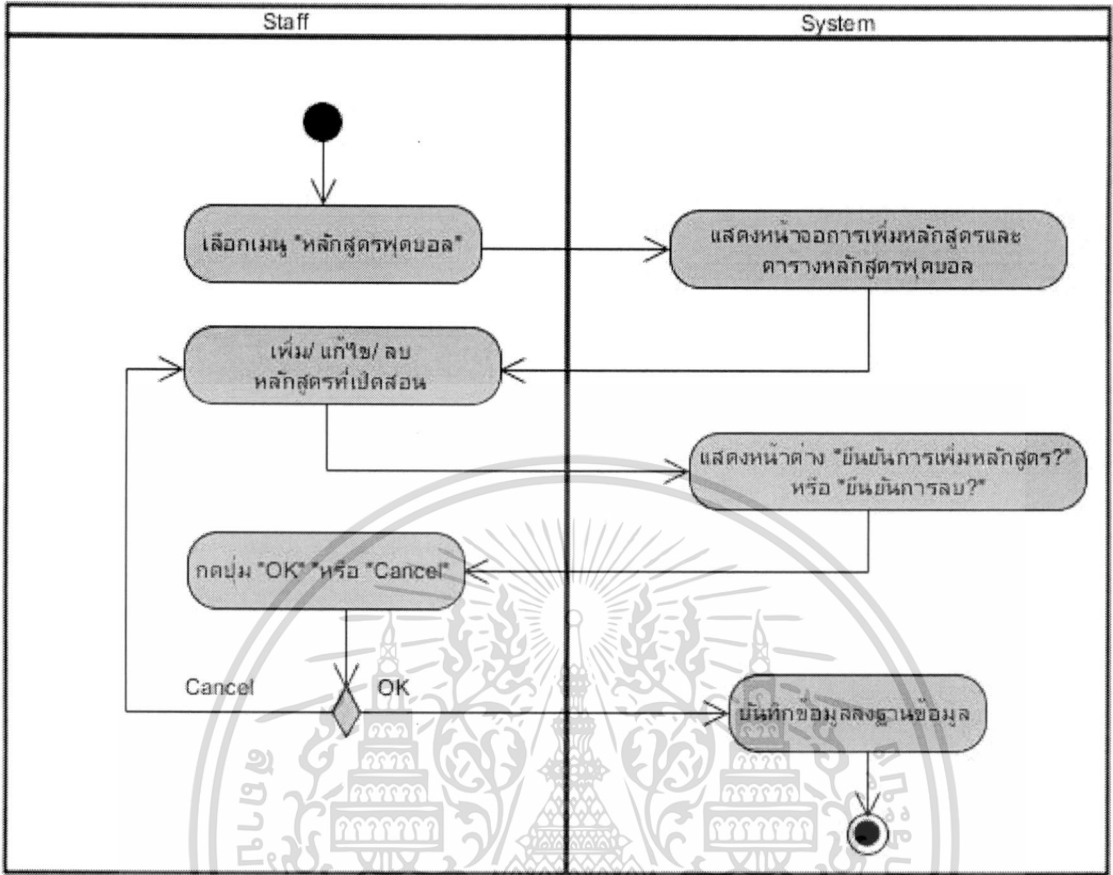 Staff
System
เลือกเมนู "หลักสูตรฟุตบอล"
แสดงหน้าจอการเพิ่มหลักสูตรและ
ตารางหลักสูตรฟุตบอล
เพิ่ม/ แก้ไข/ ลบ
หลักสูตรที่เปิดสอน
แสดงหน้าต่าง "ยืนยันการเพิ่มหลักสูตร?"
หรือ "ยืนยันการลบ?"
กดปุ่ม "OK" "หรือ "Cancel"
Cancel
OK
บันทึกข้อมูลลงฐานข้อมูล